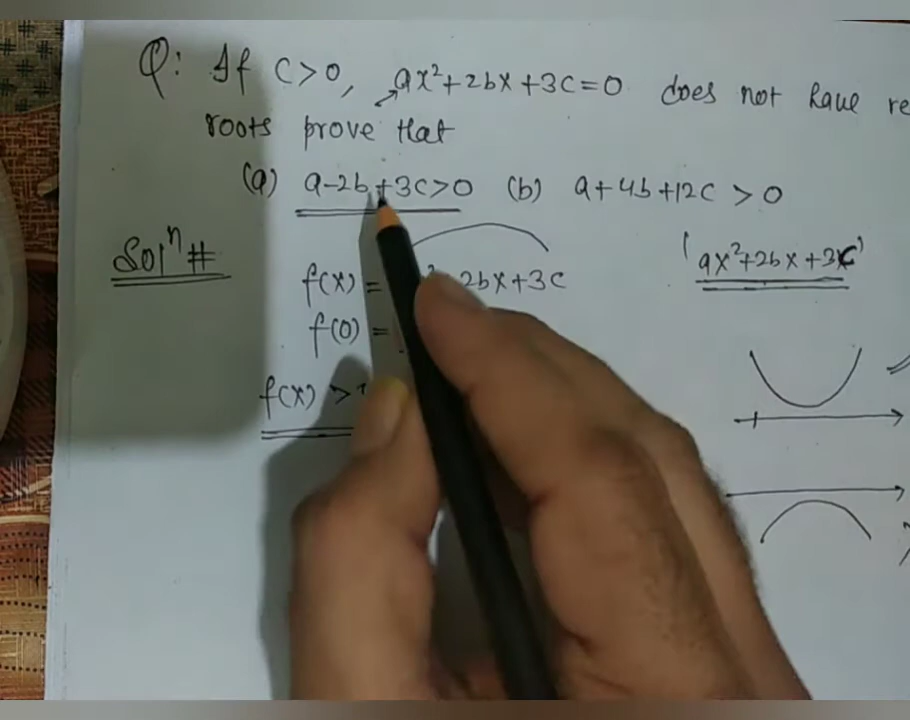 Q: If C>0, ax²+2bx+3c=0 does not have re
roots prove that
(a) a-2b+3c>0 (b) a+4b+12c > 0
Solⁿ #
f(x) = 2bx+3c
ax²+2bx+3c
f(0) =
f(x) >